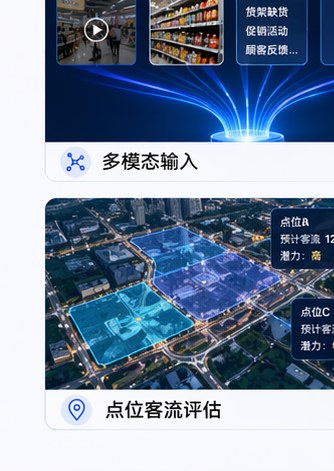 货架缺货
促销活动
顾客反馈...
多模态输入
点位A
预计客流 12
潜力：高
点位C
预计客
潜力：
点位客流评估